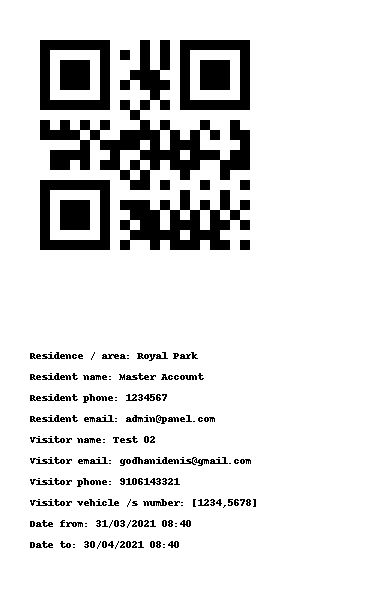 Residence / area: Royal Park
Resident name: Master Account
Resident phone: 1234567
Resident email: admin@panel.com
Visitor name: Test 02
Visitor email: godhanidenis@gmail.com
Visitor phone: 9106143321
Visitor vehicle /s number: [1234,5678]
Date from: 31/03/2021 08:40
Date to: 30/04/2021 08:40